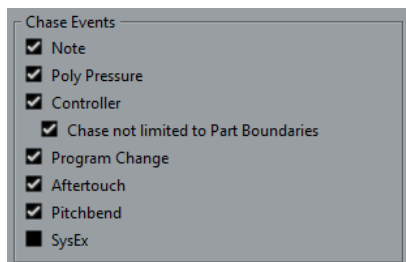 Chase Events
Note
Poly Pressure
Controller
Chase not limited to Part Boundaries
Program Change
Aftertouch
Pitchbend
SysEx